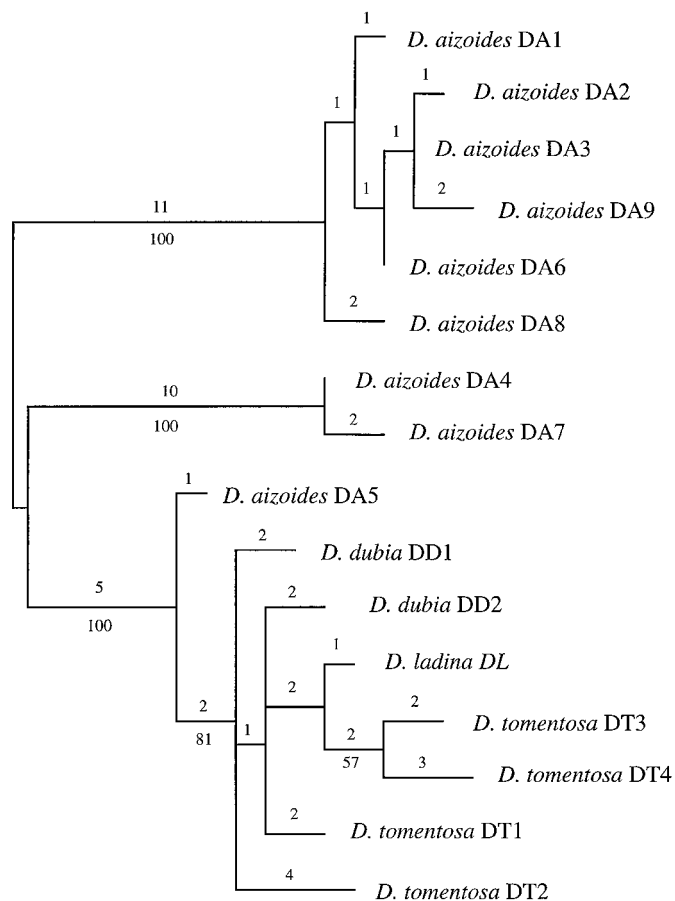 1
D. aizoides DA1
1
D. aizoides DA2
1
1
D. aizoides DA3
1
2
D. aizoides DA9
11
100
D. aizoides DA6
2
D. aizoides DA8
10
D. aizoides DA4
100
2
D. aizoides DA7
1
D. aizoides DA5
2
D. dubia DD1
5
100
2
D. dubia DD2
1
D. ladina DL
2
2
D. tomentosa DT3
2
81
1
2
57
3
D. tomentosa DT4
2
D. tomentosa DT1
4
D. tomentosa DT2